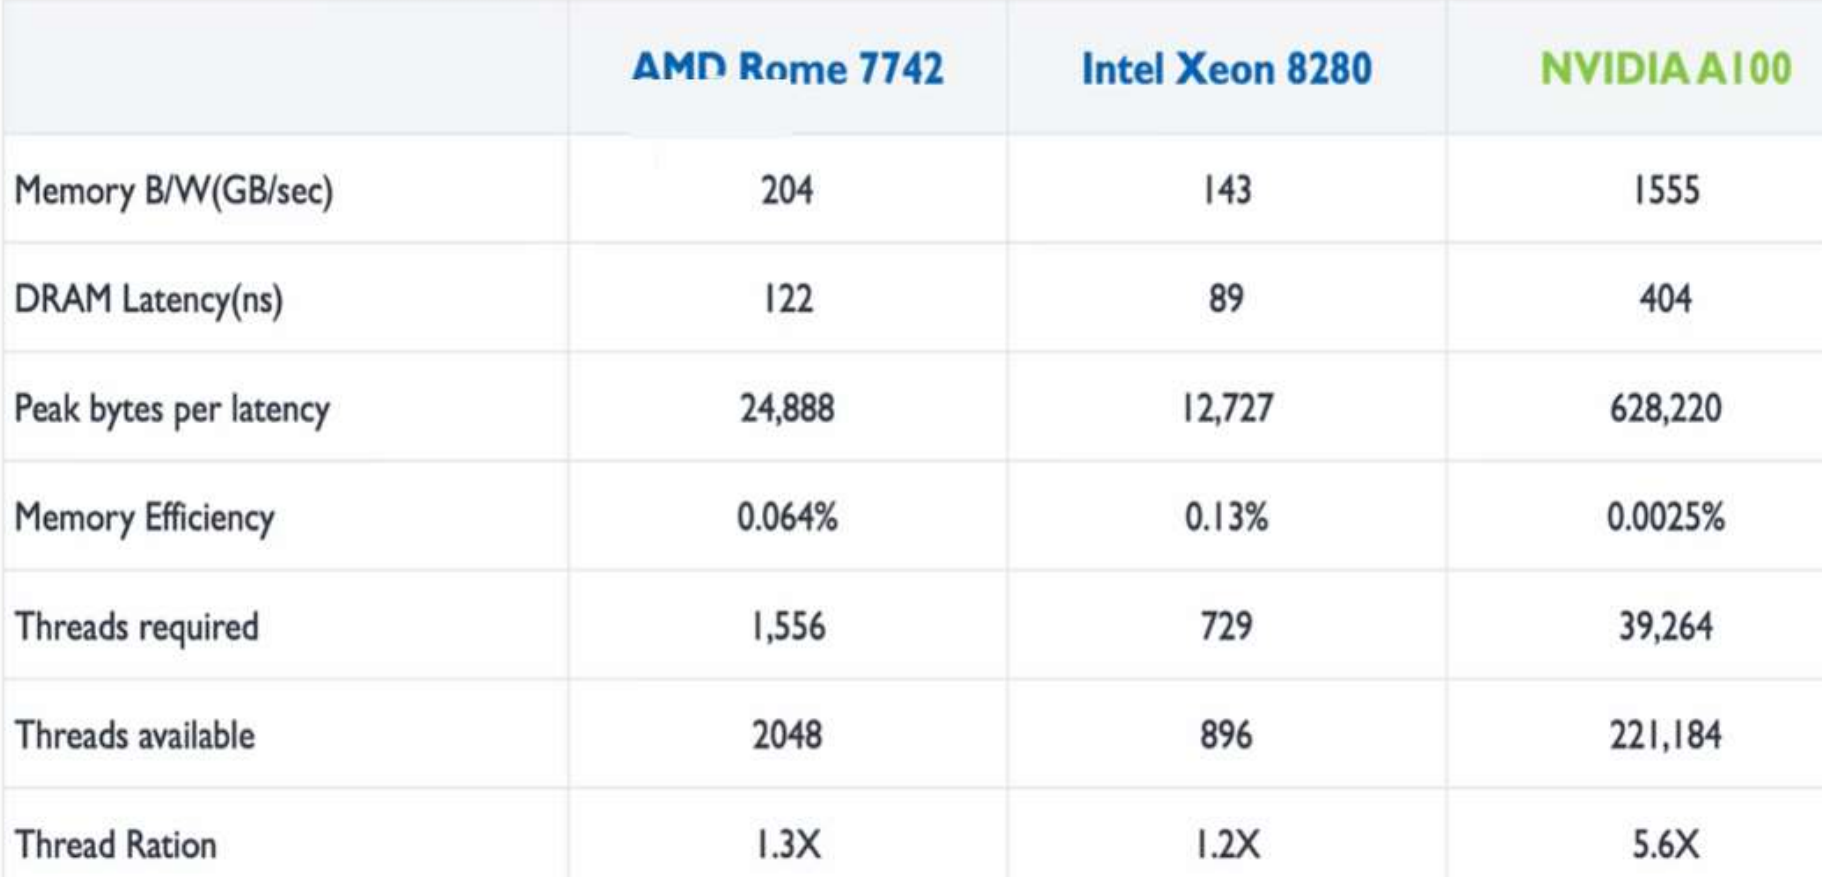 AMD Rome 7742 Intel Xeon 8280 NVIDIA A100
Memory B/W(GB/sec) 204 143 1555
DRAM Latency(ns) 122 89 404
Peak bytes per latency 24,888 12,727 628,220
Memory Efficiency 0.064% 0.13% 0.0025%
Threads required 1,556 729 39,264
Threads available 2048 896 221,184
Thread Ration 1.3X 1.2X 5.6X